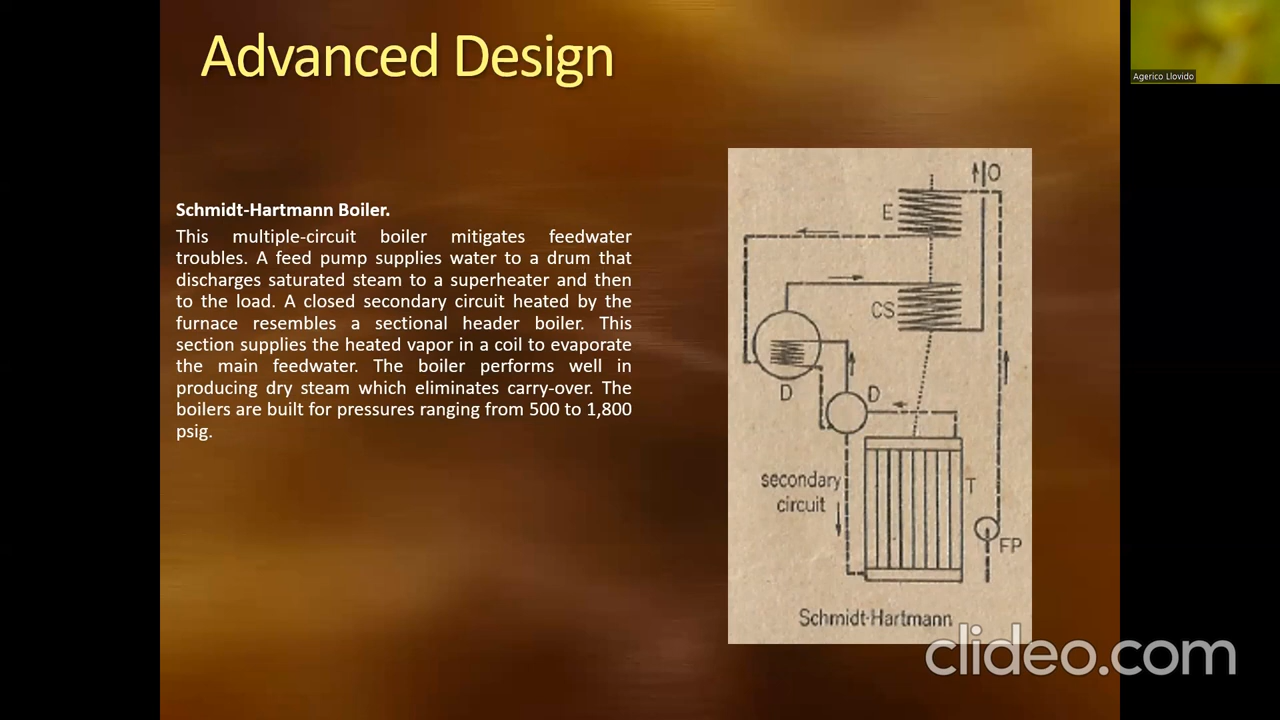 Advanced Design
Agerico Llovido
Schmidt-Hartmann Boiler.
This multiple-circuit boiler mitigates feedwater
troubles. A feed pump supplies water to a drum that
discharges saturated steam to a superheater and then
to the load. A closed secondary circuit heated by the
furnace resembles a sectional header boiler. This
section supplies the heated vapor in a coil to evaporate
the main feedwater. The boiler performs well in
producing dry steam which eliminates carry-over. The
boilers are built for pressures ranging from 500 to 1,800
psig.
O
E
CS
D
D
secondary
circuit
T
FP
Schmidt-Hartmann
clideo.com